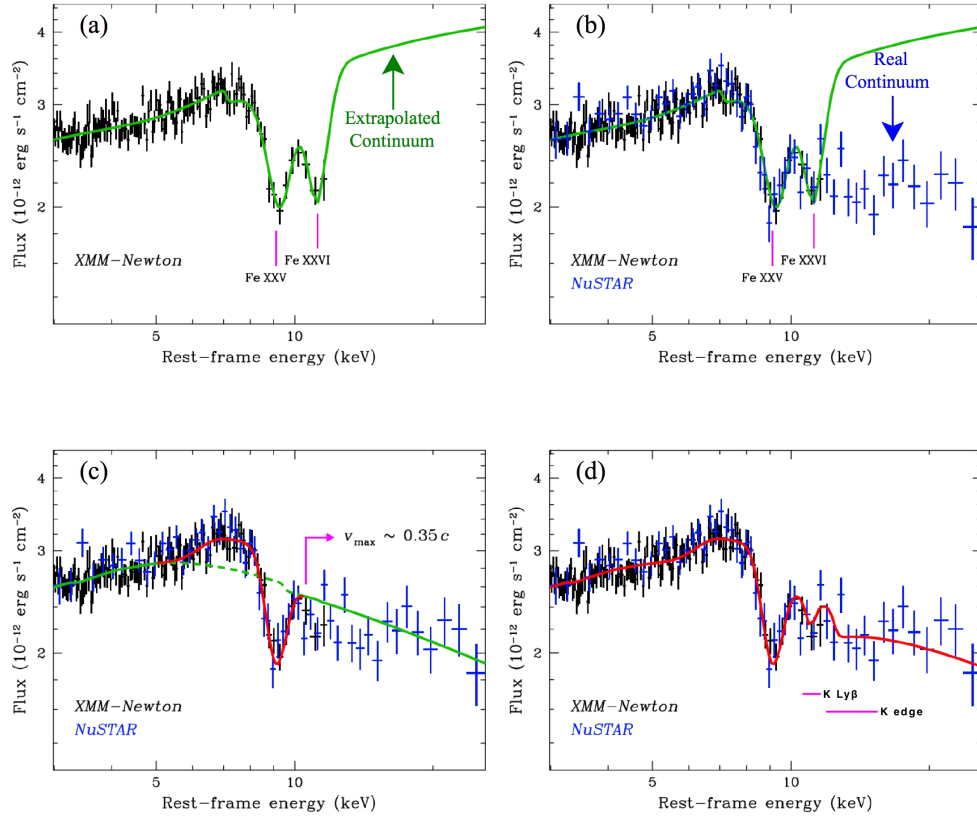 (a)
4
3
2
Flux (10⁻¹² erg s⁻¹ cm⁻²)
Extrapolated
Continuum
Fe XXVI
Fe XXV
XMM−Newton
5
10
Rest−frame energy (keV)
(b)
4
3
2
Flux (10⁻¹² erg s⁻¹ cm⁻²)
Real
Continuum
Fe XXVI
Fe XXV
XMM−Newton
NuSTAR
5
10
Rest−frame energy (keV)
(c)
4
3
2
Flux (10⁻¹² erg s⁻¹ cm⁻²)
vmax ~ 0.35c
XMM−Newton
NuSTAR
5
10
Rest−frame energy (keV)
(d)
4
3
2
Flux (10⁻¹² erg s⁻¹ cm⁻²)
K Lyβ
K edge
XMM−Newton
NuSTAR
5
10
Rest−frame energy (keV)